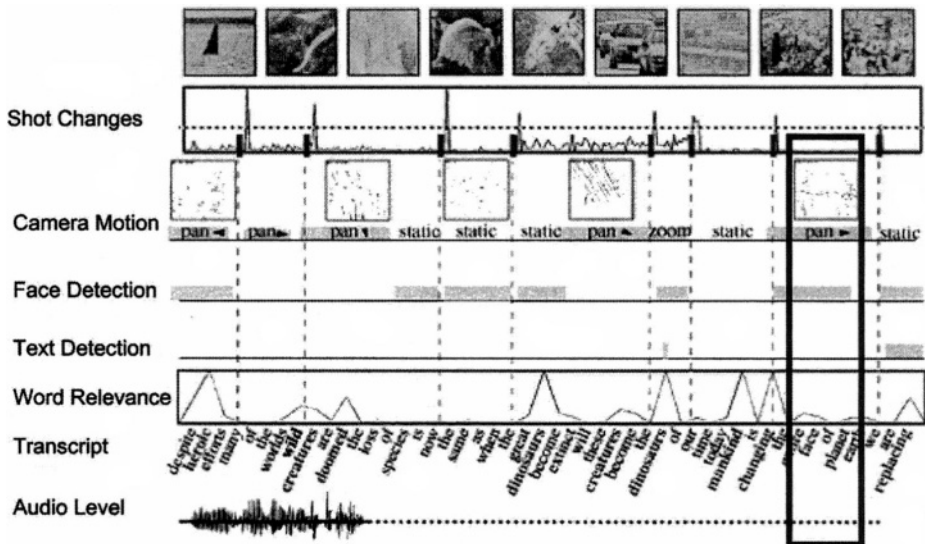 Shot Changes
Camera Motion
pan pan pan static static static pan zoom static pan static
Face Detection
Text Detection
Word Relevance
Transcript
despite heroic efforts many of the worlds wild creatures are doomed the loss of species is now the same as when the great dinosaurs become extinct will these creatures become the dinosaurs of our time today mankind is changing the face of planet earth we are replacing
Audio Level